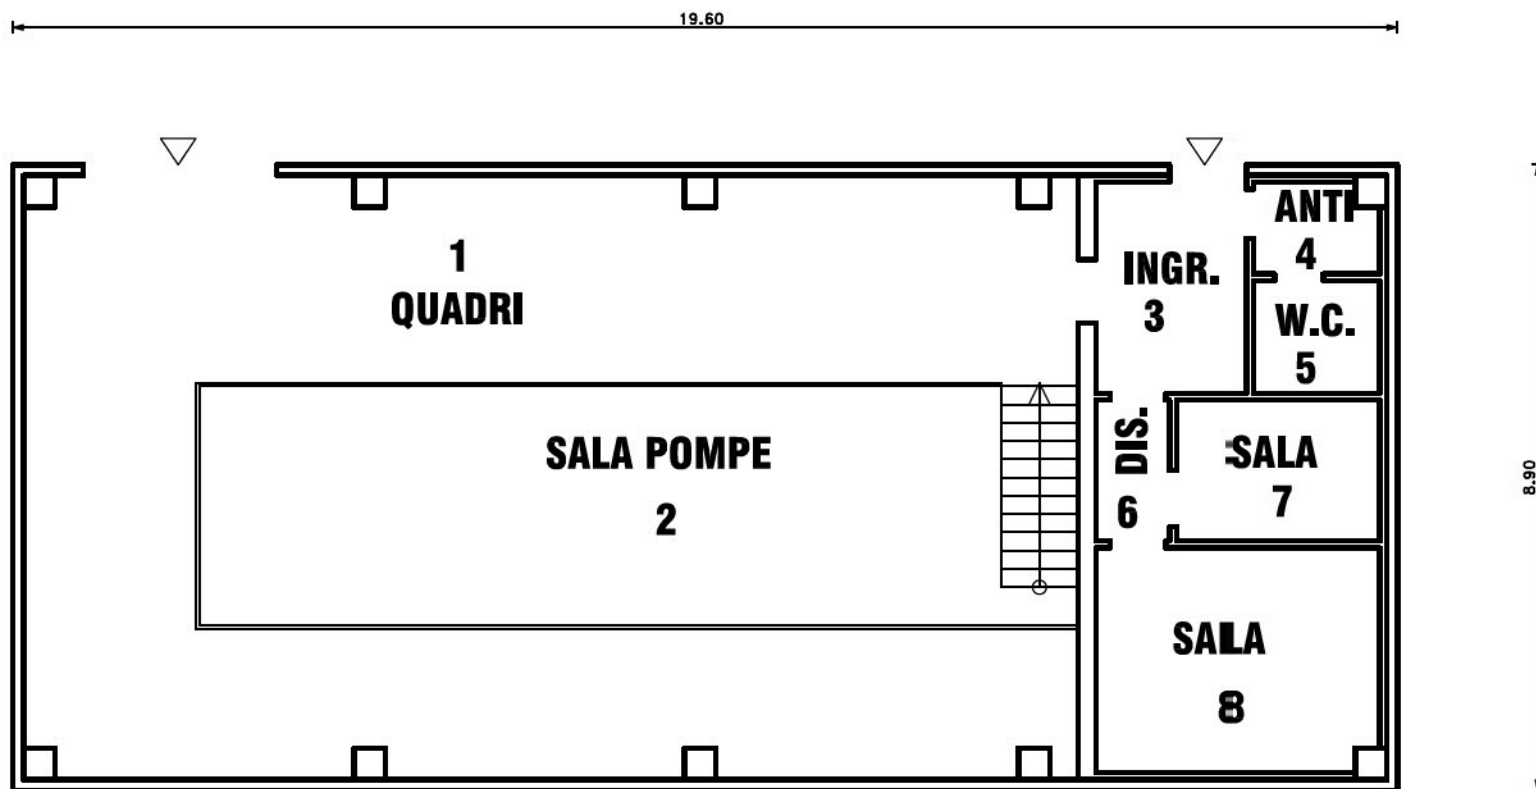 19.60
1
QUADRI
ANTI
4
INGR.
3
W.C.
5
SALA POMPE
2
DIS.
6
SALA
7
8.90
SALA
8